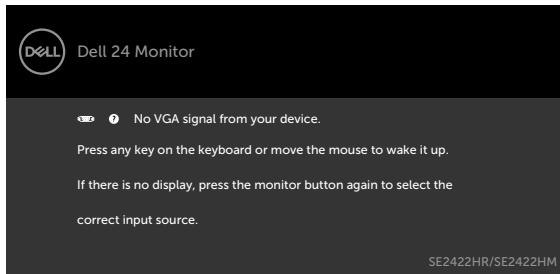 DELL
Dell 24 Monitor
? No VGA signal from your device.
Press any key on the keyboard or move the mouse to wake it up.
If there is no display, press the monitor button again to select the
correct input source.
SE2422HR/SE2422HM